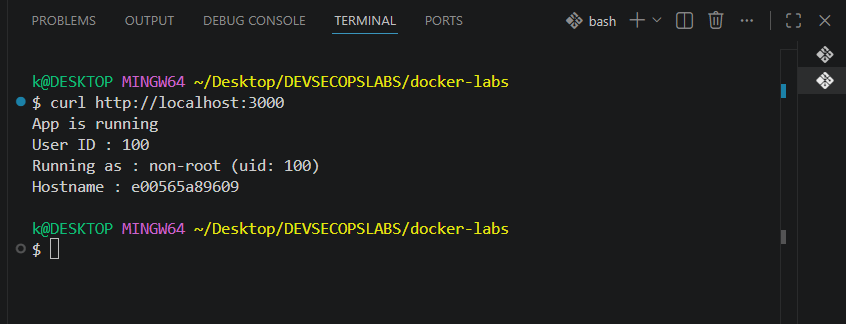 PROBLEMS OUTPUT DEBUG CONSOLE TERMINAL PORTS bash
k@DESKTOP MINGW64 ~/Desktop/DEVSECOPSLABS/docker-labs
$ curl http://localhost:3000
App is running
User ID : 100
Running as : non-root (uid: 100)
Hostname : e00565a89609
k@DESKTOP MINGW64 ~/Desktop/DEVSECOPSLABS/docker-labs
$